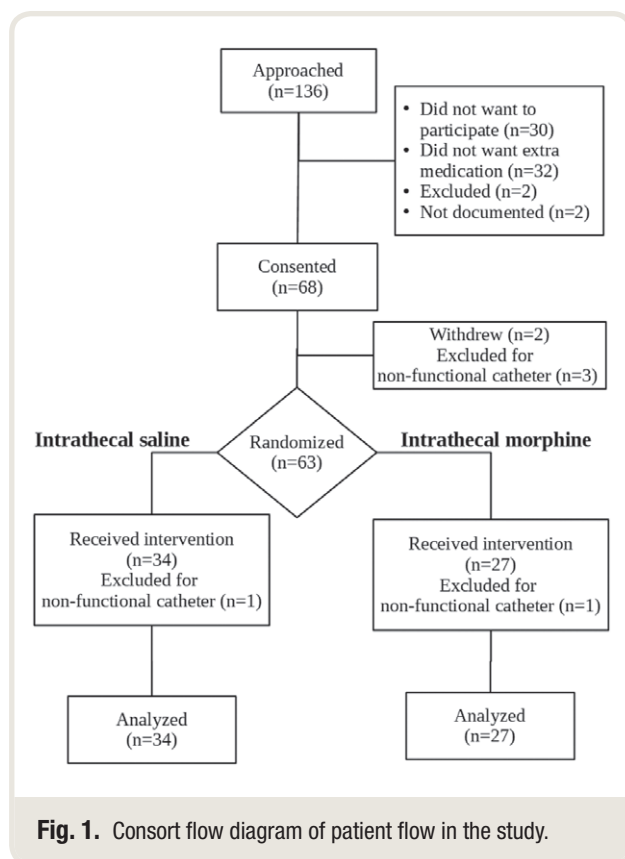 Approached
(n=136)
• Did not want to
participate (n=30)
• Did not want extra
medication (n=32)
• Excluded (n=2)
• Not documented (n=2)
Consented
(n=68)
Withdrew (n=2)
Excluded for
non-functional catheter (n=3)
Intrathecal saline
Randomized
(n=63)
Intrathecal morphine
Received intervention
(n=34)
Excluded for
non-functional catheter (n=1)
Received intervention
(n=27)
Excluded for
non-functional catheter (n=1)
Analyzed
(n=34)
Analyzed
(n=27)
Fig. 1. Consort flow diagram of patient flow in the study.